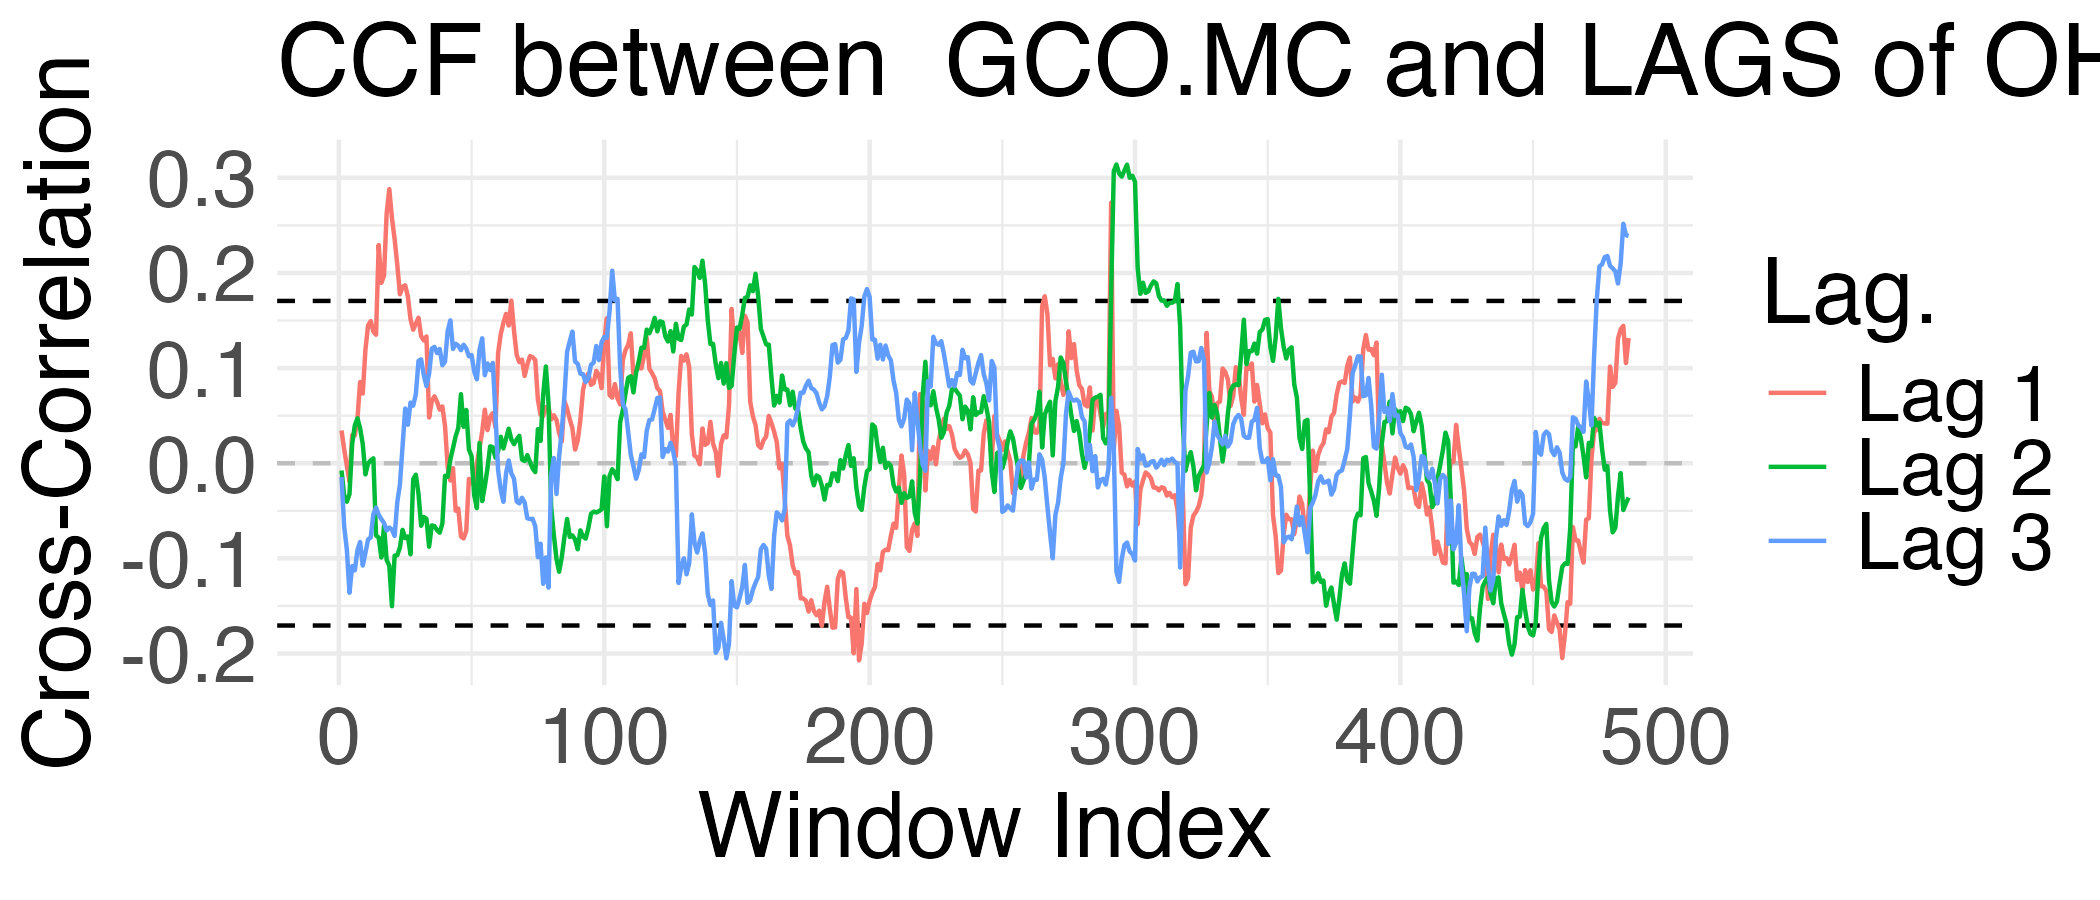 CCF between GCO.MC and LAGS of OH
Cross-Correlation
0.3
0.2
0.1
0.0
-0.1
-0.2
0 100 200 300 400 500
Window Index
Lag.
Lag 1
Lag 2
Lag 3